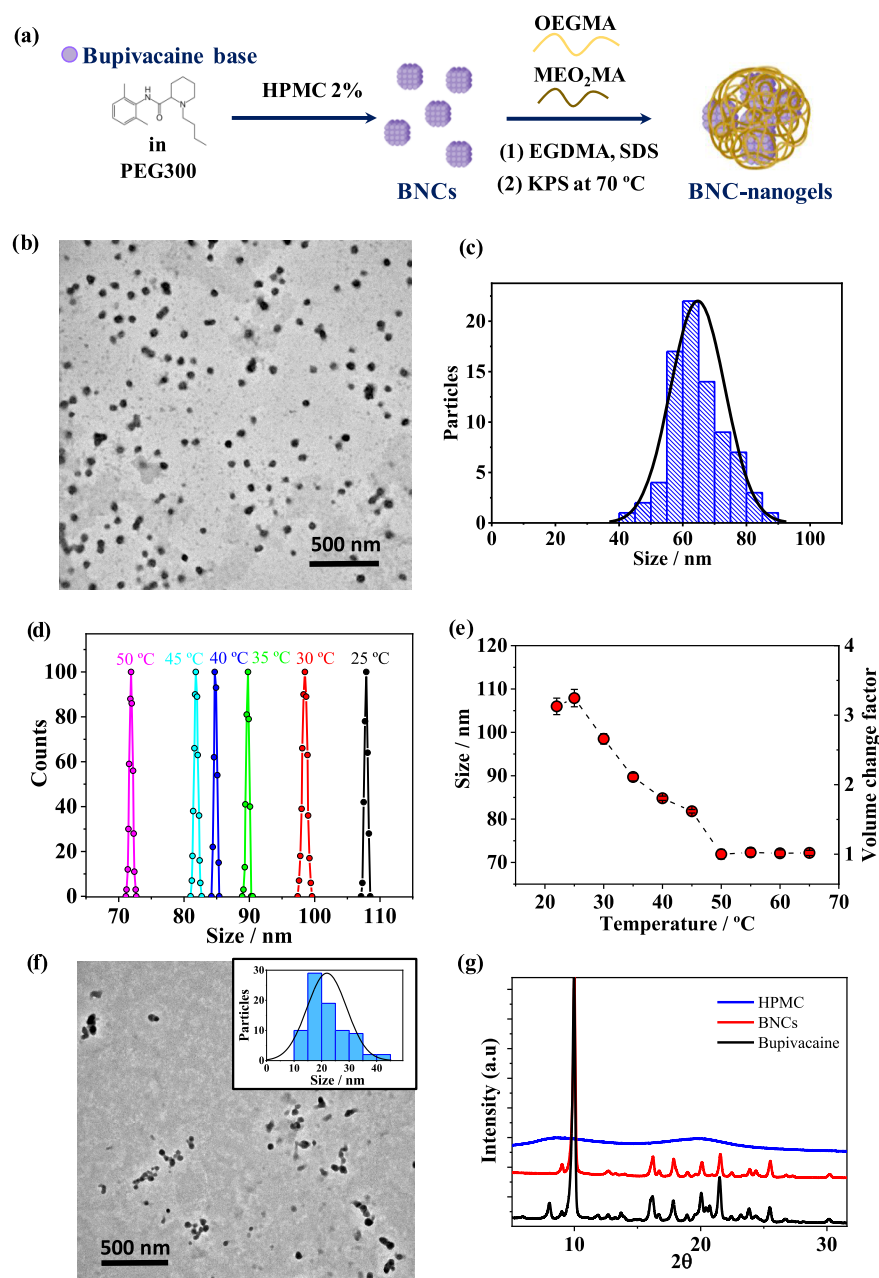 (a)
Bupivacaine base
N
H
O
N
in
PEG300
HPMC 2%
BNCs
OEGMA
MEO₂MA
(1) EGDMA, SDS
(2) KPS at 70 ºC
BNC-nanogels
(b)
500 nm
(c)
Particles
20
15
10
5
0
0 20 40 60 80 100
Size / nm
(d)
50 ºC 45 ºC 40 ºC 35 ºC 30 ºC 25 ºC
Counts
100
80
60
40
20
0
70 80 90 100 110
Size / nm
(e)
Size / nm
120
110
100
90
80
70
4
3
2
1
Volume change factor
20 30 40 50 60 70
Temperature / ºC
(f)
Particles
30
20
10
0
0 10 20 30 40
Size / nm
500 nm
(g)
HPMC
BNCs
Bupivacaine
Intensity (a.u)
10 20 30
2θ